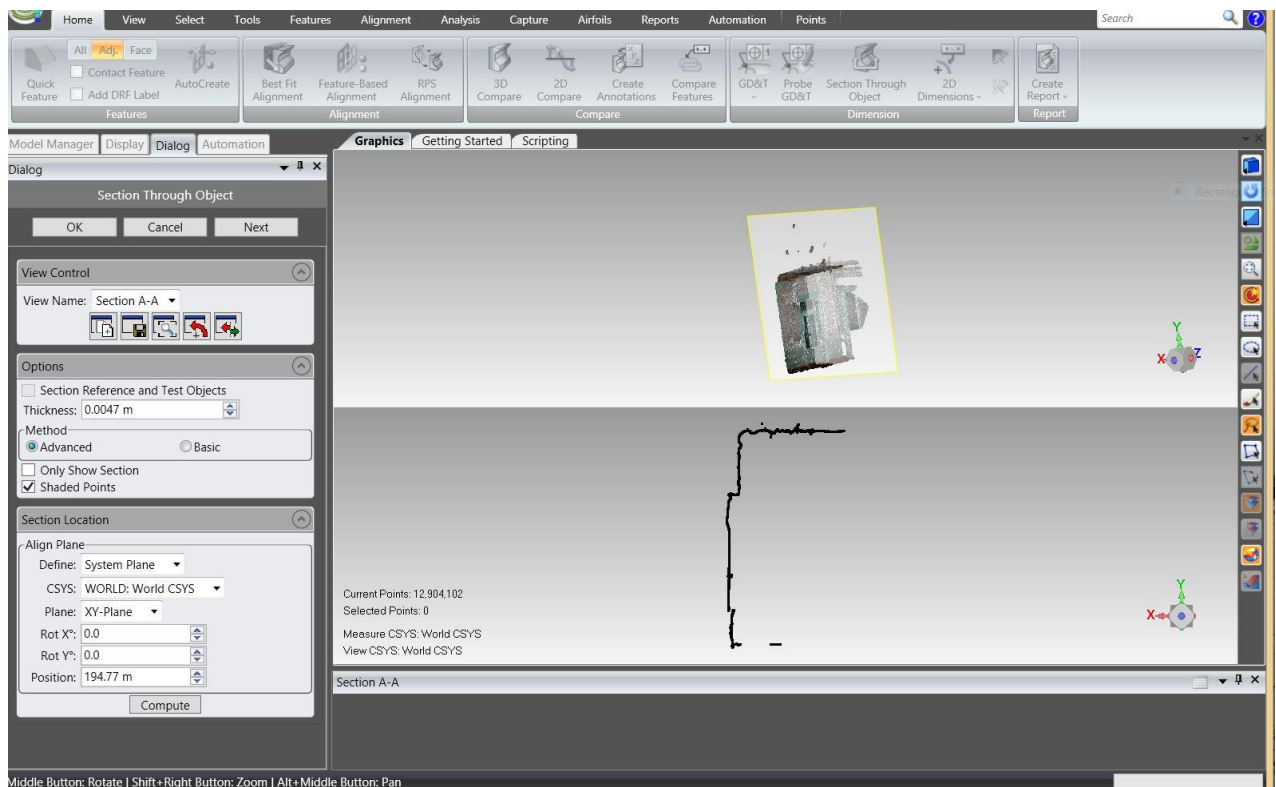 Home View Select Tools Features Alignment Analysis Capture Airfoils Reports Automation Points Search
All Adj. Face
Contact Feature
Add DRF Label
Quick Feature
AutoCreate
Features
Best Fit Alignment
Feature-Based Alignment
RPS Alignment
Alignment
3D Compare
2D Compare
Create Annotations
Compare Features
Compare
GD&T
Probe GD&T
Section Through Object
2D Dimensions
Dimension
Create Report
Report
Model Manager Display Dialog Automation
Graphics Getting Started Scripting
Dialog
Section Through Object
OK Cancel Next
View Control
View Name: Section A-A
Options
Section Reference and Test Objects
Thickness: 0.0047 m
Method
Advanced Basic
Only Show Section
Shaded Points
Section Location
Align Plane
Define: System Plane
CSYS: WORLD: World CSYS
Plane: XY-Plane
Rot X°: 0.0
Rot Y°: 0.0
Position: 194.77 m
Compute
Y
X Z
Y
X
Current Points: 12,904,102
Selected Points: 0
Measure CSYS: World CSYS
View CSYS: World CSYS
Section A-A
Middle Button: Rotate | Shift+Right Button: Zoom | Alt+Middle Button: Pan